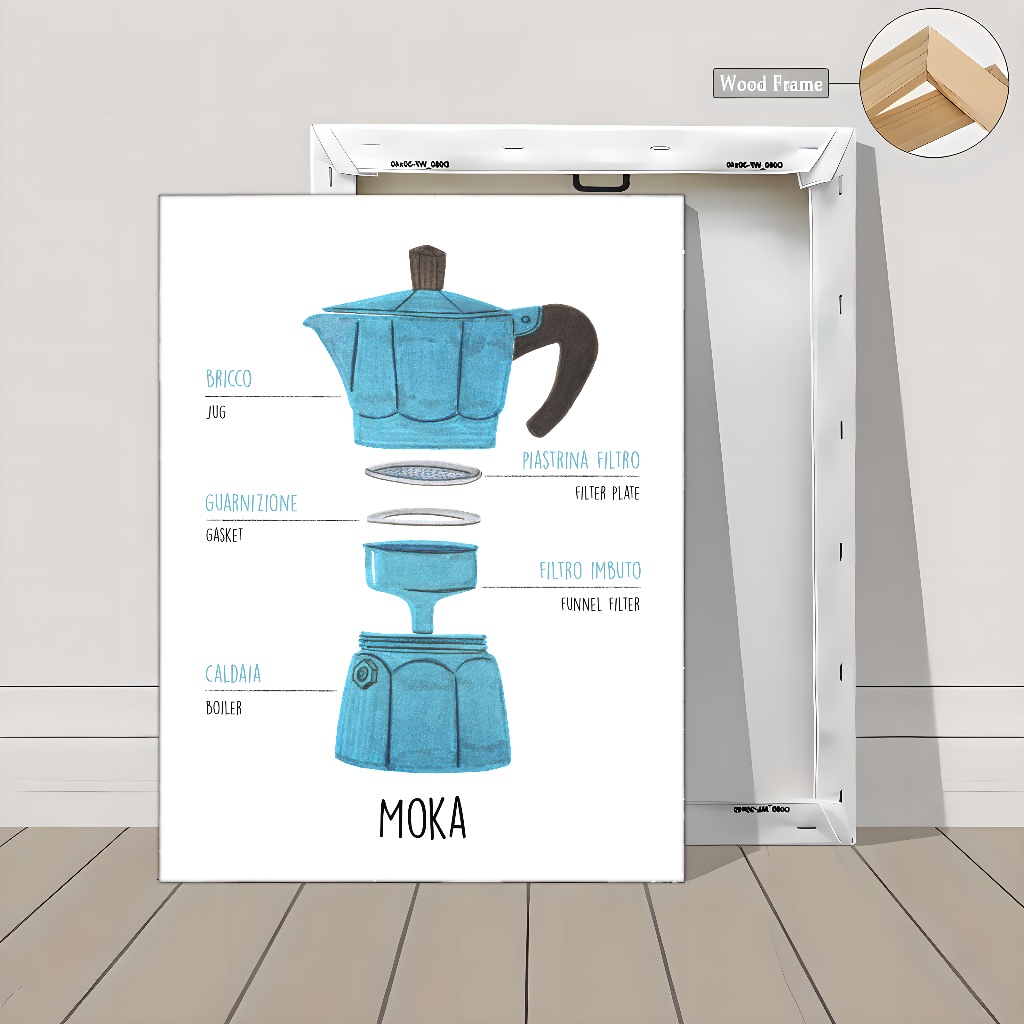 Wood Frame
BRICCO
JUG
PIASTRINA FILTRO
FILTER PLATE
GUARNIZIONE
GASKET
FILTRO IMBUTO
FUNNEL FILTER
CALDAIA
BOILER
MOKA